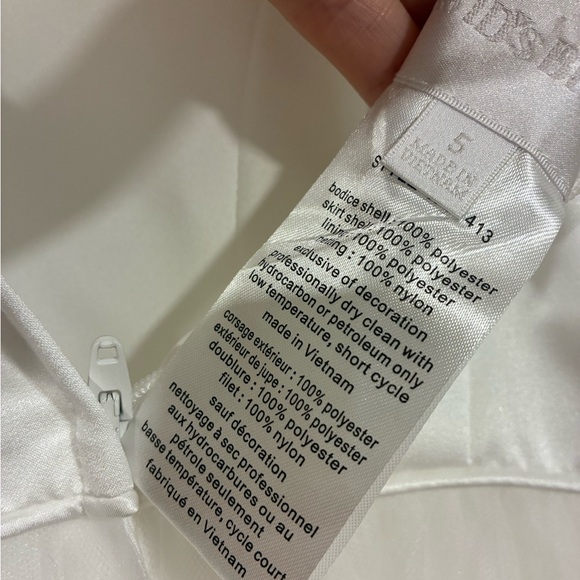 5
MADE IN
VIETNAM
413
bodice shell: 100% polyester
skirt shell: 100% polyester
100% polyester
: 100% nylon
exclusive of decoration
professionally dry clean with
hydrocarbon or petroleum only
low temperature, short cycle
made in Vietnam
corsage extérieur: 100% polyester
extérieur de jupe: 100% polyester
doublure : 100% polyester
filet : 100% nylon
sauf décoration
nettoyage à sec professionnel
aux hydrocarbures ou au
pétrole seulement
basse température, cycle court
fabriqué en Vietnam